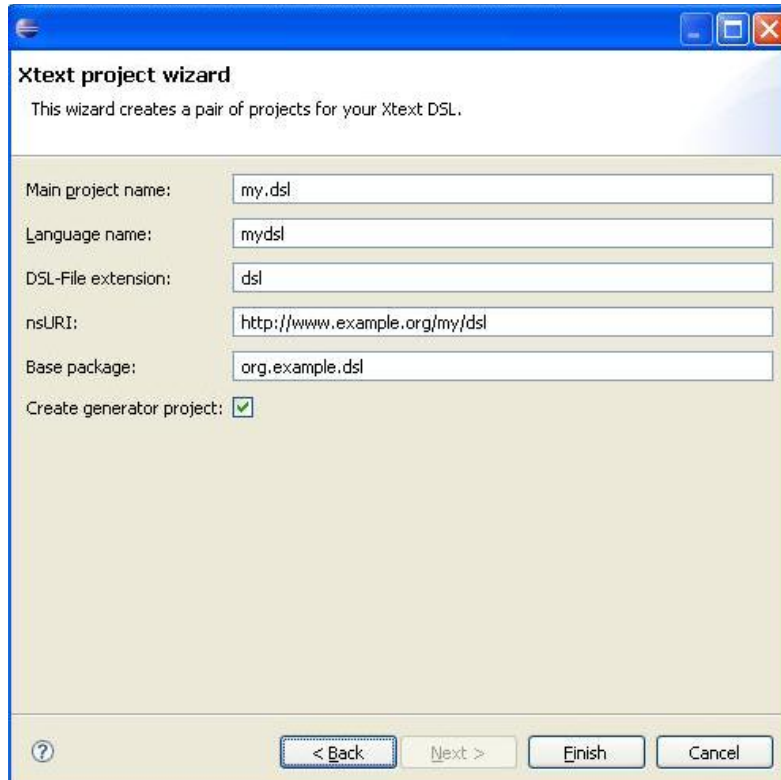 Xtext project wizard
This wizard creates a pair of projects for your Xtext DSL.
Main project name: my.dsl
Language name: mydsl
DSL-File extension: dsl
nsURI: http://www.example.org/my/dsl
Base package: org.example.dsl
Create generator project:
? < Back Next > Finish Cancel